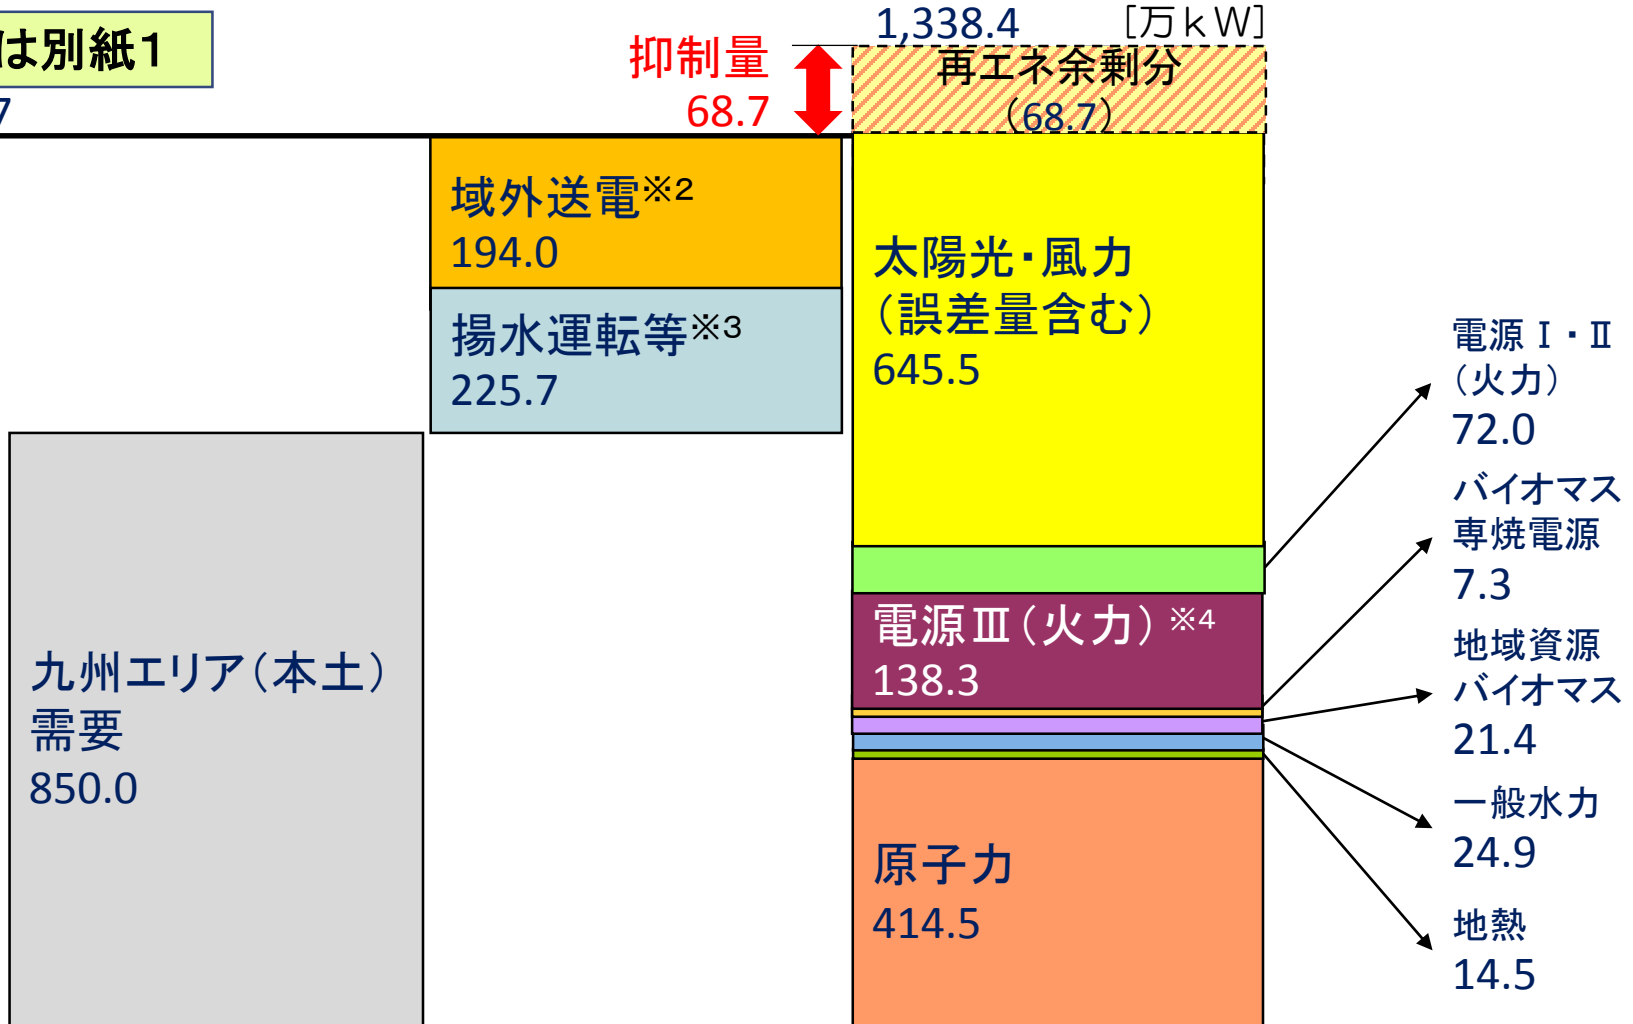 は別紙1
7
抑制量
68.7
1,338.4 [万kW]
再エネ余剰分
(68.7)
域外送電※2
194.0
揚水運転等※3
225.7
九州エリア(本土)
需要
850.0
太陽光・風力
(誤差量含む)
645.5
電源Ⅲ(火力)※4
138.3
原子力
414.5
電源Ⅰ・Ⅱ
(火力)
72.0
バイオマス
専焼電源
7.3
地域資源
バイオマス
21.4
一般水力
24.9
地熱
14.5